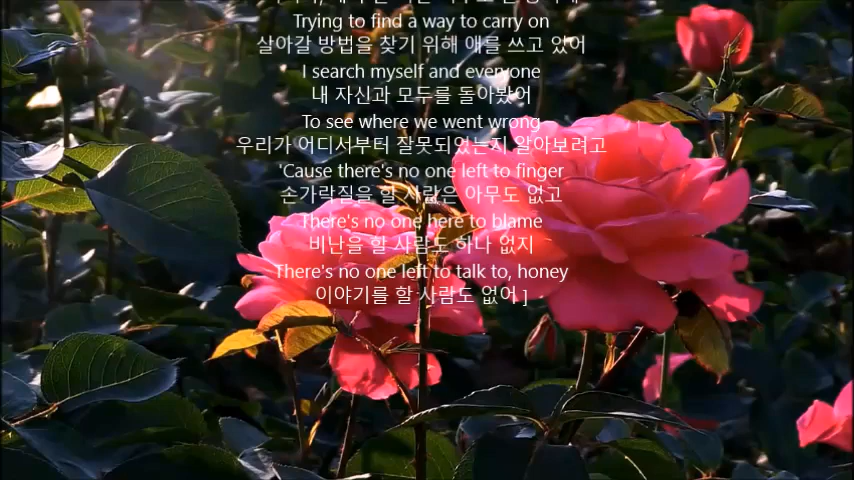 Trying to find a way to carry on
살아갈 방법을 찾기 위해 애를 쓰고 있어
I search myself and everyone
내 자신과 모두를 돌아봤어
To see where we went wrong
우리가 어디서부터 잘못되었는지 알아보려고
'Cause there's no one left to finger
손가락질을 할 사람은 아무도 없고
There's no one here to blame
비난을 할 사람도 하나 없지
There's no one left to talk to, honey
이야기를 할 사람도 없어 ]